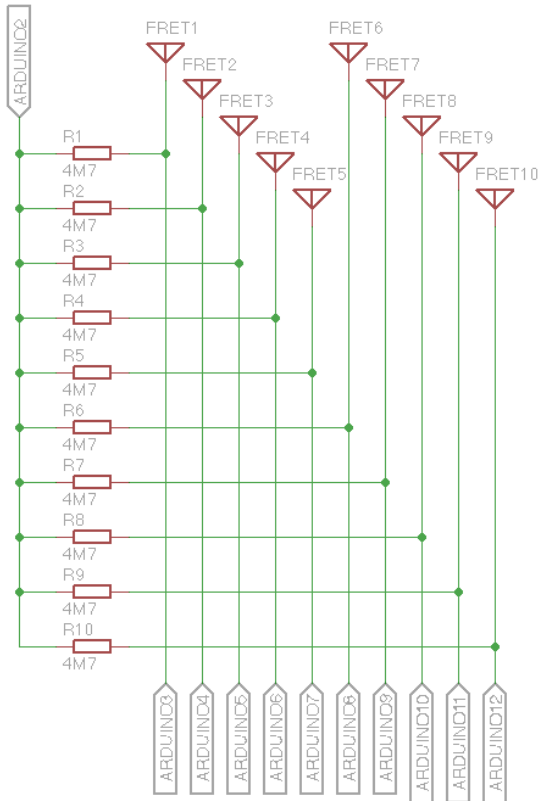 ARDUINO2
FRET1
FRET2
FRET3
FRET4
FRET5
FRET6
FRET7
FRET8
FRET9
FRET10
R1
4M7
R2
4M7
R3
4M7
R4
4M7
R5
4M7
R6
4M7
R7
4M7
R8
4M7
R9
4M7
R10
4M7
ARDUINO3
ARDUINO4
ARDUINO5
ARDUINO6
ARDUINO7
ARDUINO8
ARDUINO9
ARDUINO10
ARDUINO11
ARDUINO12